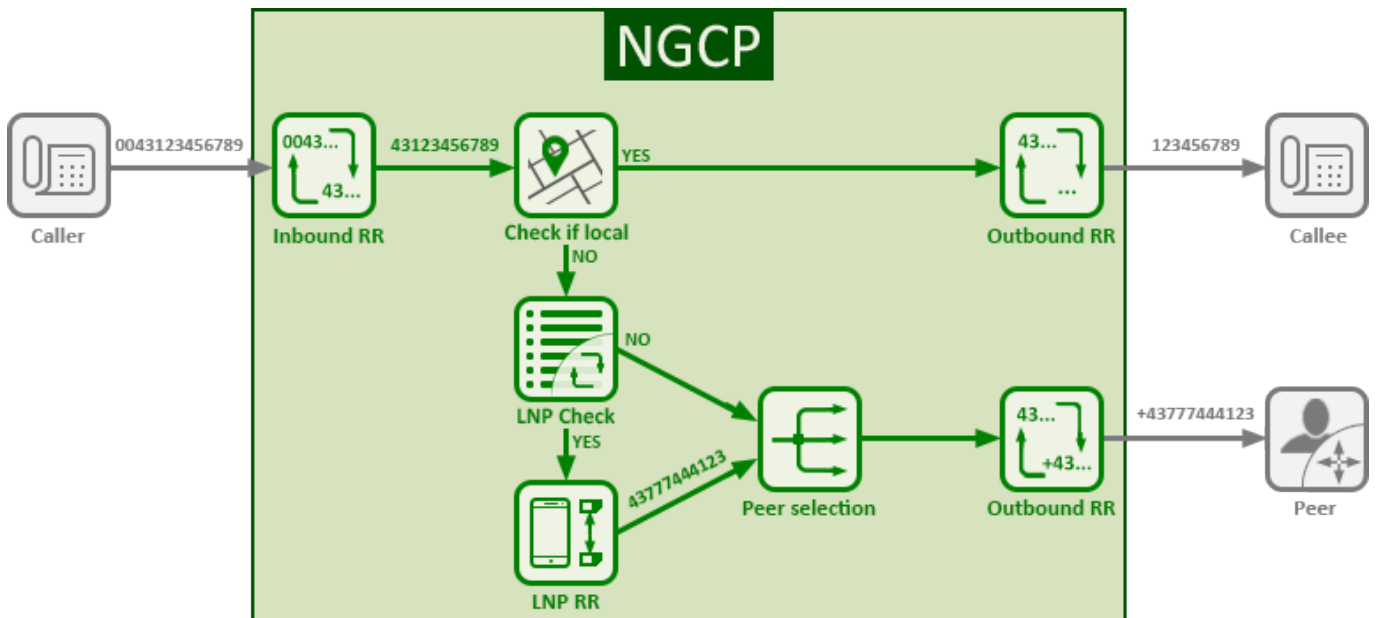 NGCP
0043123456789
0043...
43...
43123456789
YES
43...
...
123456789
Caller
Inbound RR
Check if local
Outbound RR
Callee
NO
NO
LNP Check
YES
43777444123
Peer selection
43...
+43...
Outbound RR
+43777444123
Peer
LNP RR